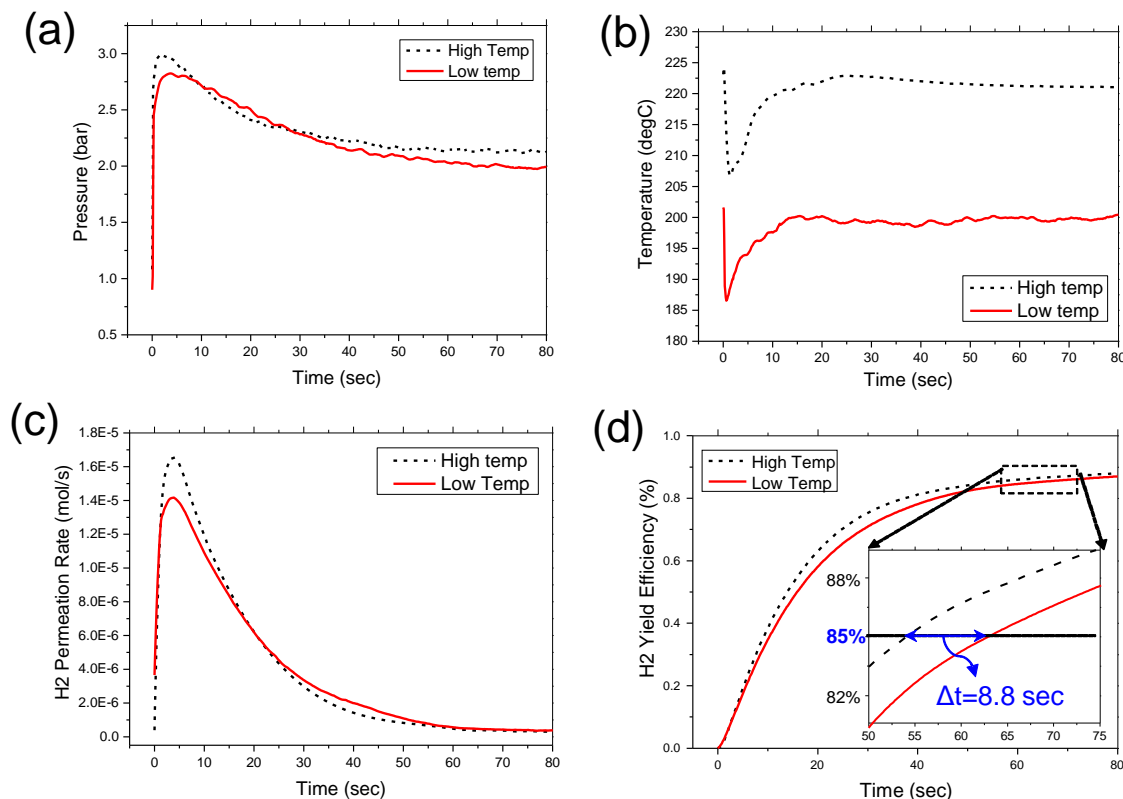 (a)
3.0
2.5
2.0
1.5
1.0
0.5
Pressure (bar)
High Temp
Low temp
0 10 20 30 40 50 60 70 80
Time (sec)
(b)
230
225
220
215
210
205
200
195
190
185
180
Temperature (degC)
High temp
Low temp
0 10 20 30 40 50 60 70 80
Time (sec)
(c)
1.8E-5
1.6E-5
1.4E-5
1.2E-5
1.0E-5
8.0E-6
6.0E-6
4.0E-6
2.0E-6
0.0
H2 Permeation Rate (mol/s)
High temp
Low Temp
0 10 20 30 40 50 60 70 80
Time (sec)
(d)
1.0
0.8
0.6
0.4
0.2
0.0
H2 Yield Efficiency (%)
High Temp
Low Temp
88%
85%
82%
Δt=8.8 sec
50 55 60 65 70 75
0 20 40 60 80
Time (sec)